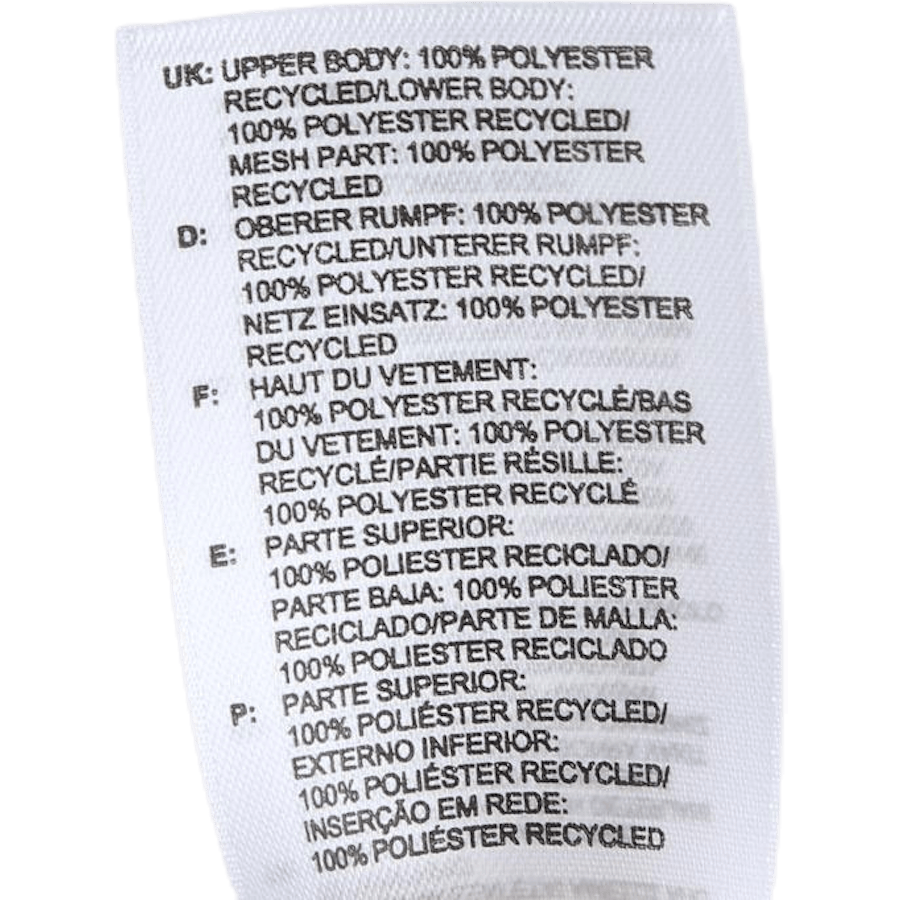 UK: UPPER BODY: 100% POLYESTER
RECYCLED/LOWER BODY:
100% POLYESTER RECYCLED/
MESH PART: 100% POLYESTER
RECYCLED
D: OBERER RUMPF: 100% POLYESTER
RECYCLED/UNTERER RUMPF:
100% POLYESTER RECYCLED/
NETZ EINSATZ: 100% POLYESTER
RECYCLED
F: HAUT DU VETEMENT:
100% POLYESTER RECYCLÉ/BAS
DU VETEMENT: 100% POLYESTER
RECYCLÉ/PARTIE RÉSILLE:
100% POLYESTER RECYCLÉ
E: PARTE SUPERIOR:
100% POLIESTER RECICLADO/
PARTE BAJA: 100% POLIESTER
RECICLADO/PARTE DE MALLA:
100% POLIESTER RECICLADO
P: PARTE SUPERIOR:
100% POLIÉSTER RECYCLED/
EXTERNO INFERIOR:
100% POLIÉSTER RECYCLED/
INSERÇÃO EM REDE:
100% POLIÉSTER RECYCLED